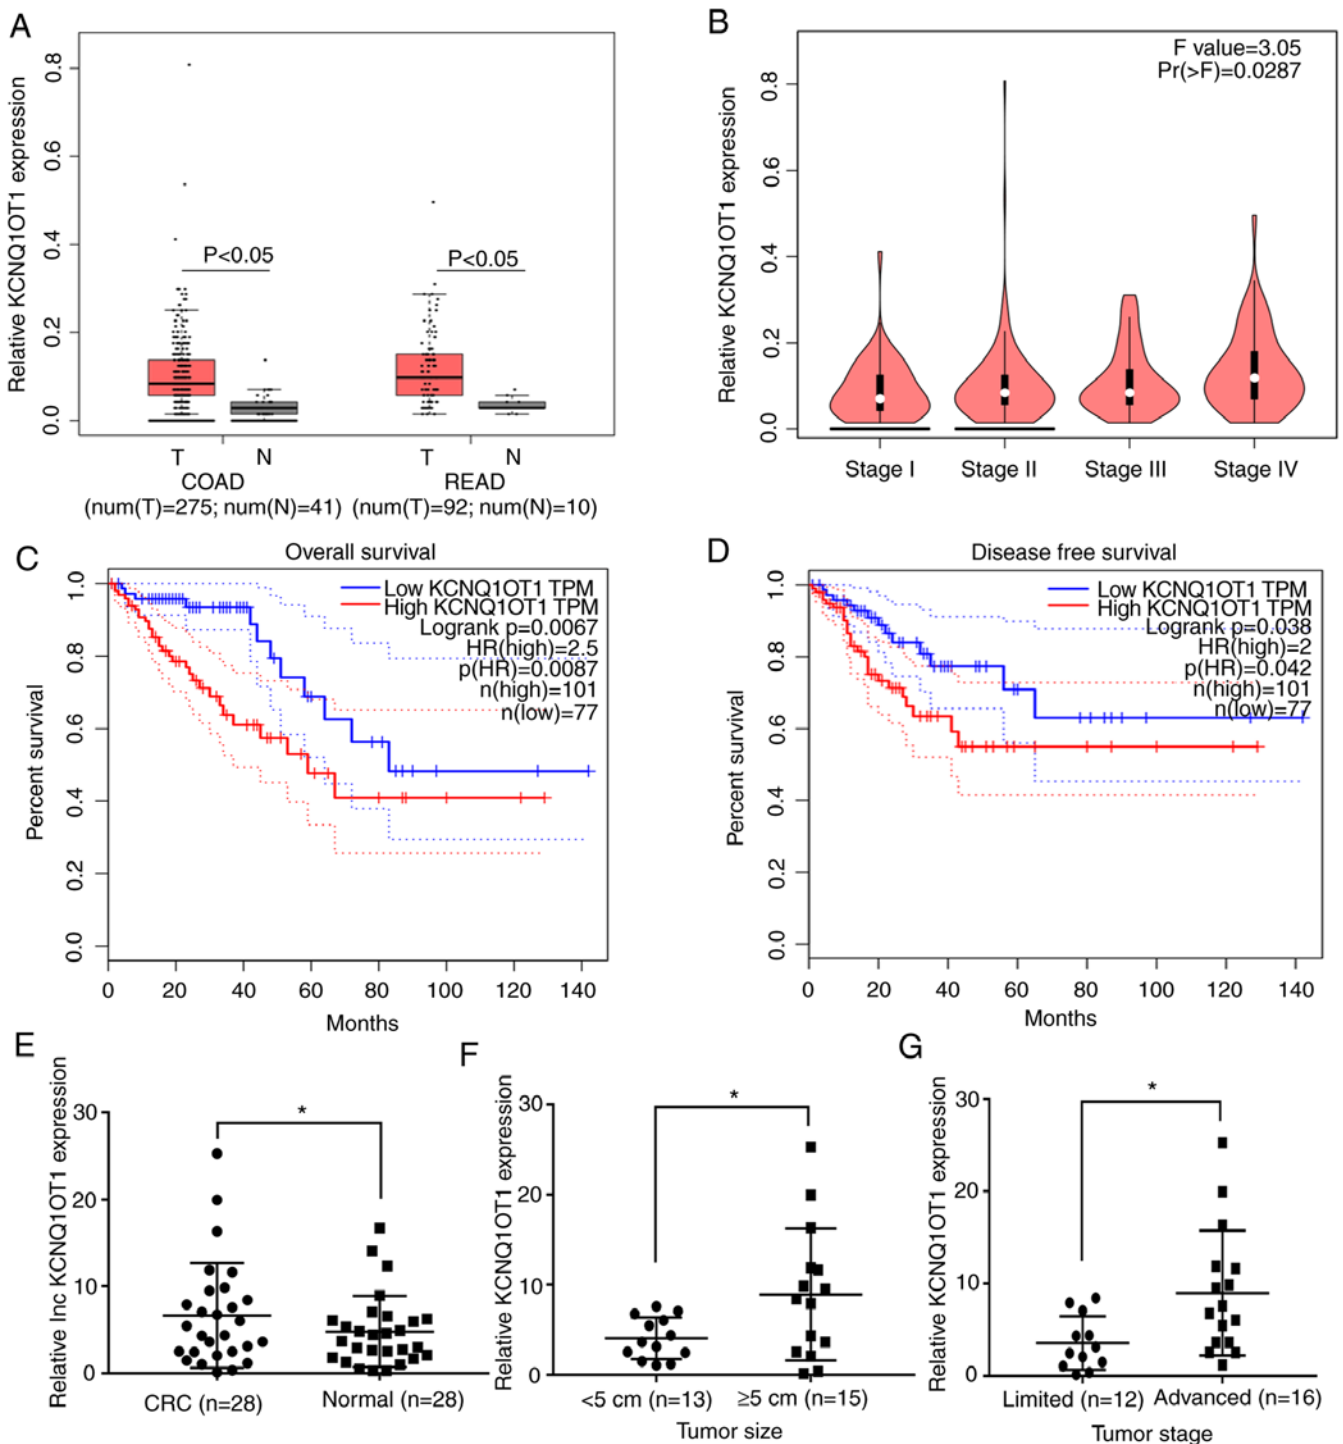 A
Relative KCNQ1OT1 expression
0.8
0.6
0.4
0.2
0.0
P<0.05
P<0.05
T
N
T
N
COAD
READ
(num(T)=275; num(N)=41)
(num(T)=92; num(N)=10)
B
Relative KCNQ1OT1 expression
0.8
0.6
0.4
0.2
0.0
F value=3.05
Pr(>F)=0.0287
Stage I
Stage II
Stage III
Stage IV
C
Overall survival
Percent survival
1.0
0.8
0.6
0.4
0.2
0.0
Low KCNQ1OT1 TPM
High KCNQ1OT1 TPM
Logrank p=0.0067
HR(high)=2.5
p(HR)=0.0087
n(high)=101
n(low)=77
0 20 40 60 80 100 120 140
Months
D
Disease free survival
Percent survival
1.0
0.8
0.6
0.4
0.2
0.0
Low KCNQ1OT1 TPM
High KCNQ1OT1 TPM
Logrank p=0.038
HR(high)=2
p(HR)=0.042
n(high)=101
n(low)=77
0 20 40 60 80 100 120 140
Months
E
Relative lnc KCNQ1OT1 expression
30
20
10
0
*
CRC (n=28)
Normal (n=28)
F
Relative KCNQ1OT1 expression
30
20
10
0
*
<5 cm (n=13)
≥5 cm (n=15)
Tumor size
G
Relative KCNQ1OT1 expression
30
20
10
0
*
Limited (n=12)
Advanced (n=16)
Tumor stage